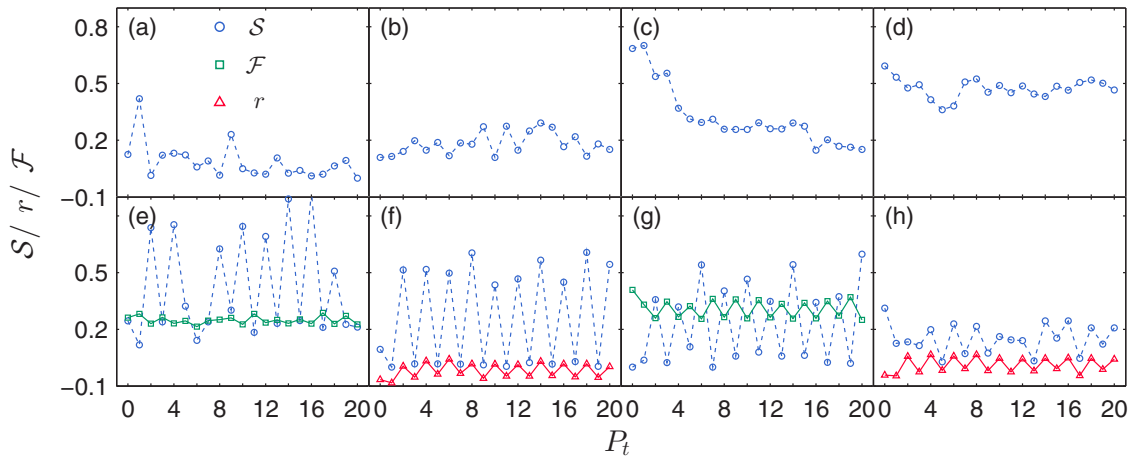 0.8
0.5
0.2
−0.1
0.5
0.2
−0.1
𝒮/ r/ ℱ
(a)
𝒮
ℱ
r
(b)
(c)
(d)
(e)
(f)
(g)
(h)
0 4 8 12 16 20
0 4 8 12 16 20
0 4 8 12 16 20
0 4 8 12 16 20
P_t